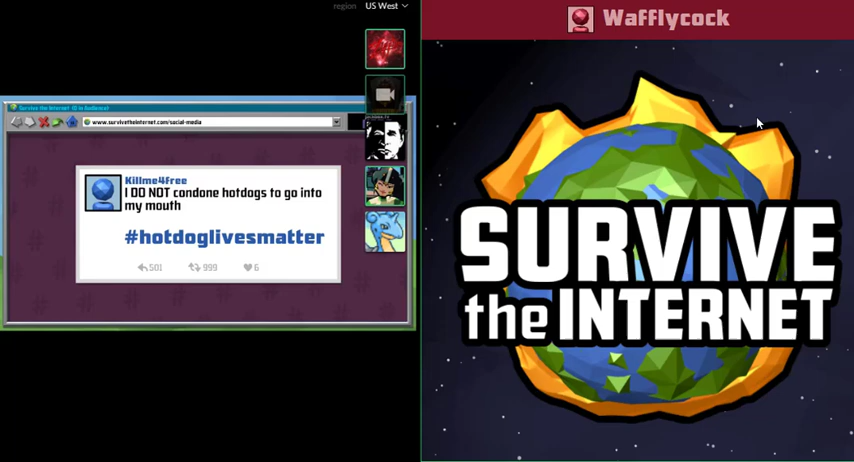 region US West
Survive the Internet
www.survivetheinternet.com/social-media
Killme4free
I DO NOT condone hotdogs to go into
my mouth
#hotdoglivesmatter
501 999 6
Wafflycock
SURVIVE
the INTERNET